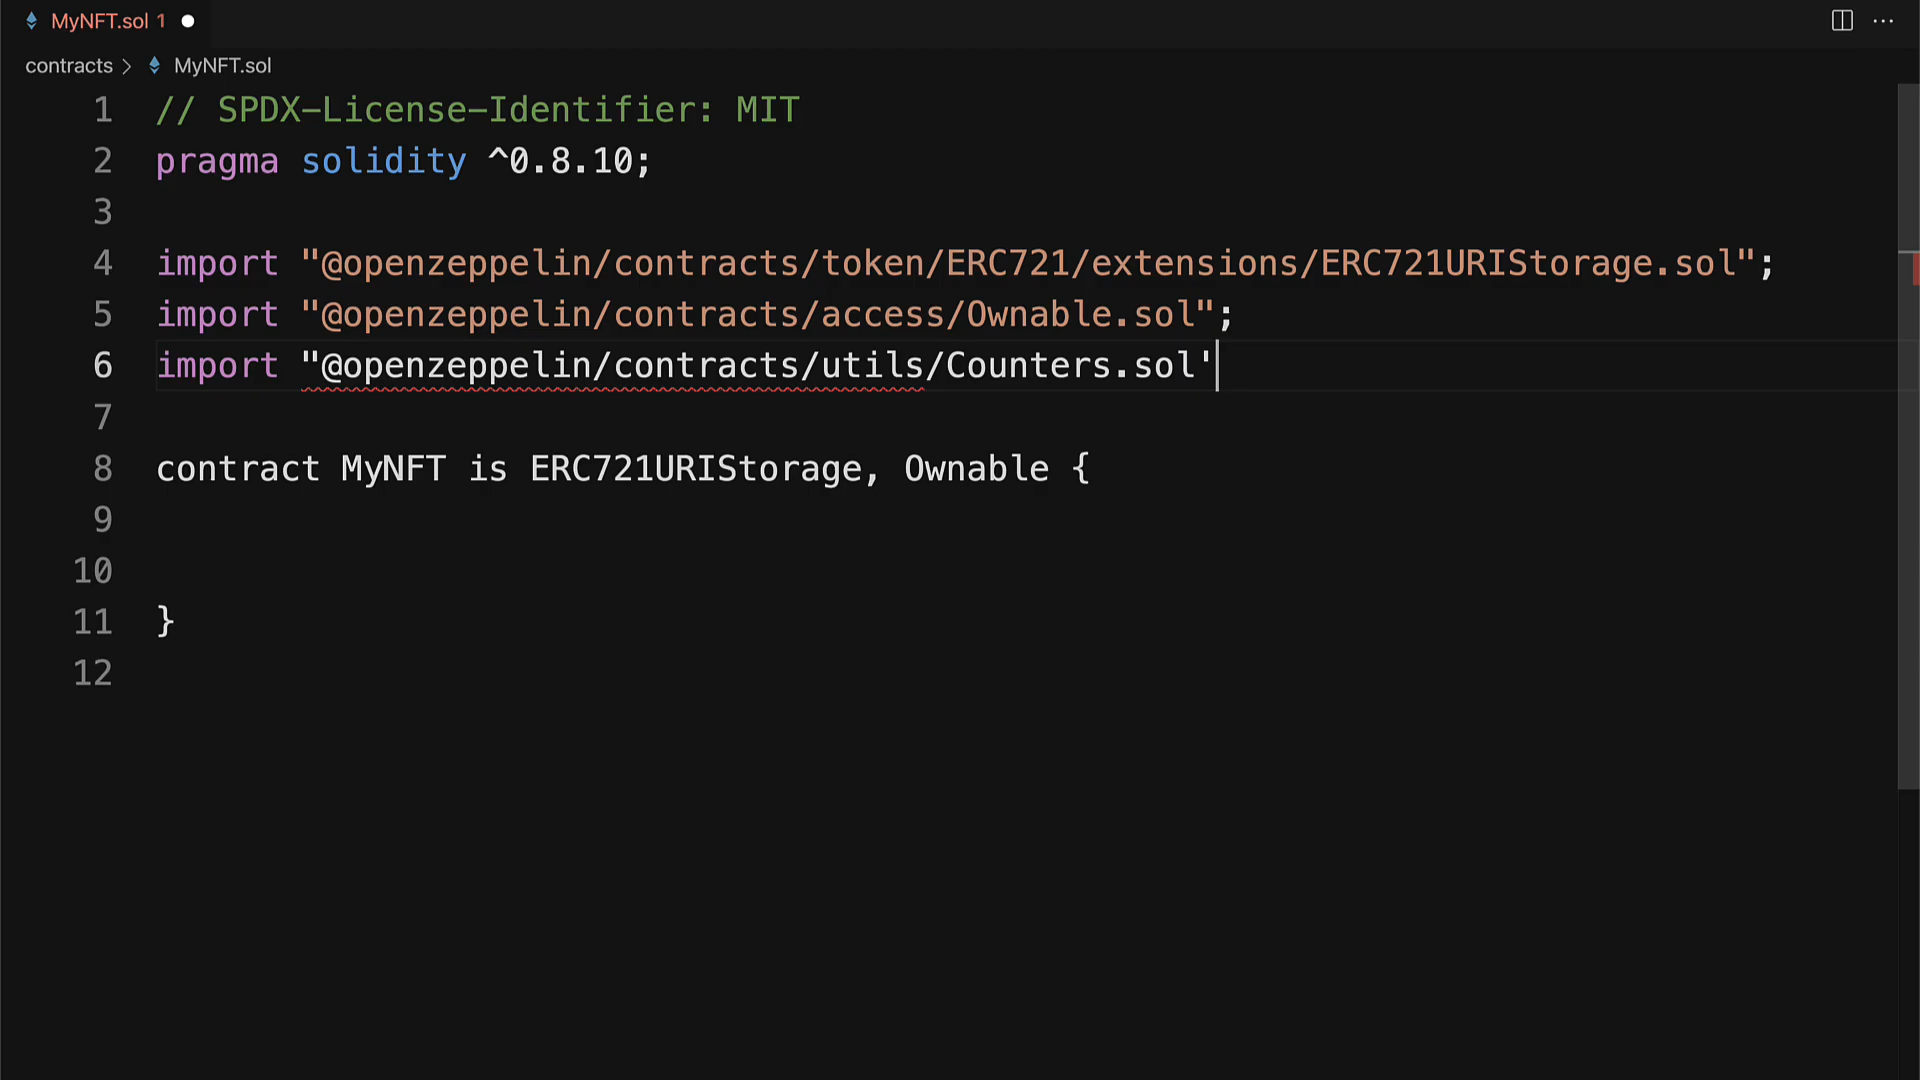 MyNFT.sol 1
contracts > MyNFT.sol
1 // SPDX-License-Identifier: MIT
2 pragma solidity ^0.8.10;
3
4 import "@openzeppelin/contracts/token/ERC721/extensions/ERC721URIStorage.sol";
5 import "@openzeppelin/contracts/access/Ownable.sol";
6 import "@openzeppelin/contracts/utils/Counters.sol'
7
8 contract MyNFT is ERC721URIStorage, Ownable {
9
10
11 }
12